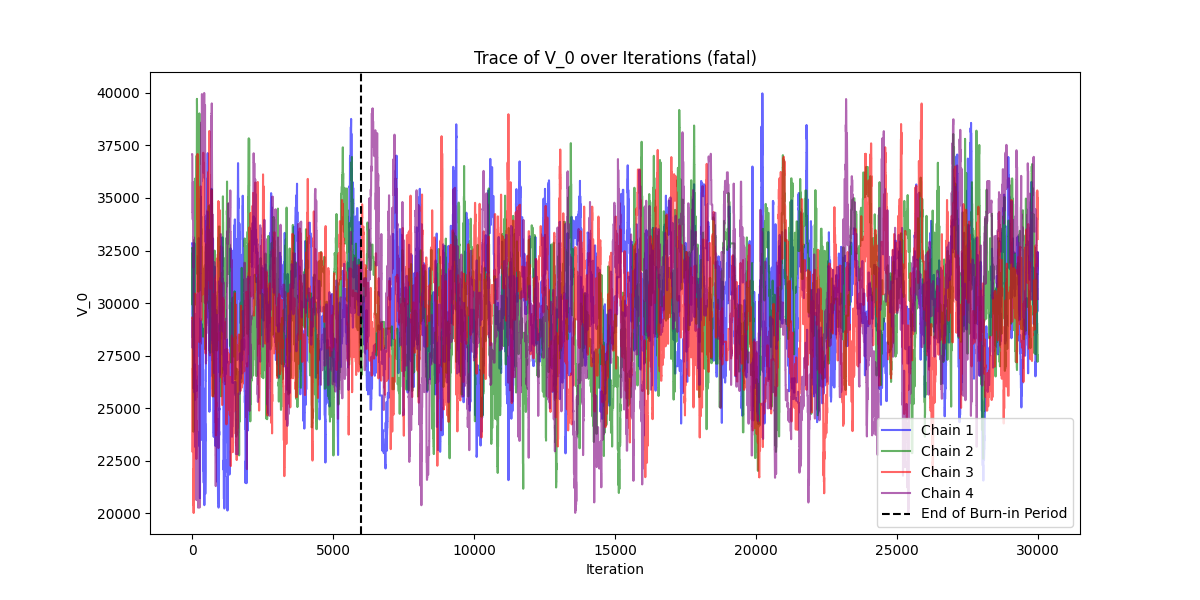 Trace of V_0 over Iterations (fatal)
40000
37500
35000
32500
30000
27500
25000
22500
20000
V_0
0 5000 10000 15000 20000 25000 30000
Iteration
Chain 1
Chain 2
Chain 3
Chain 4
End of Burn-in Period